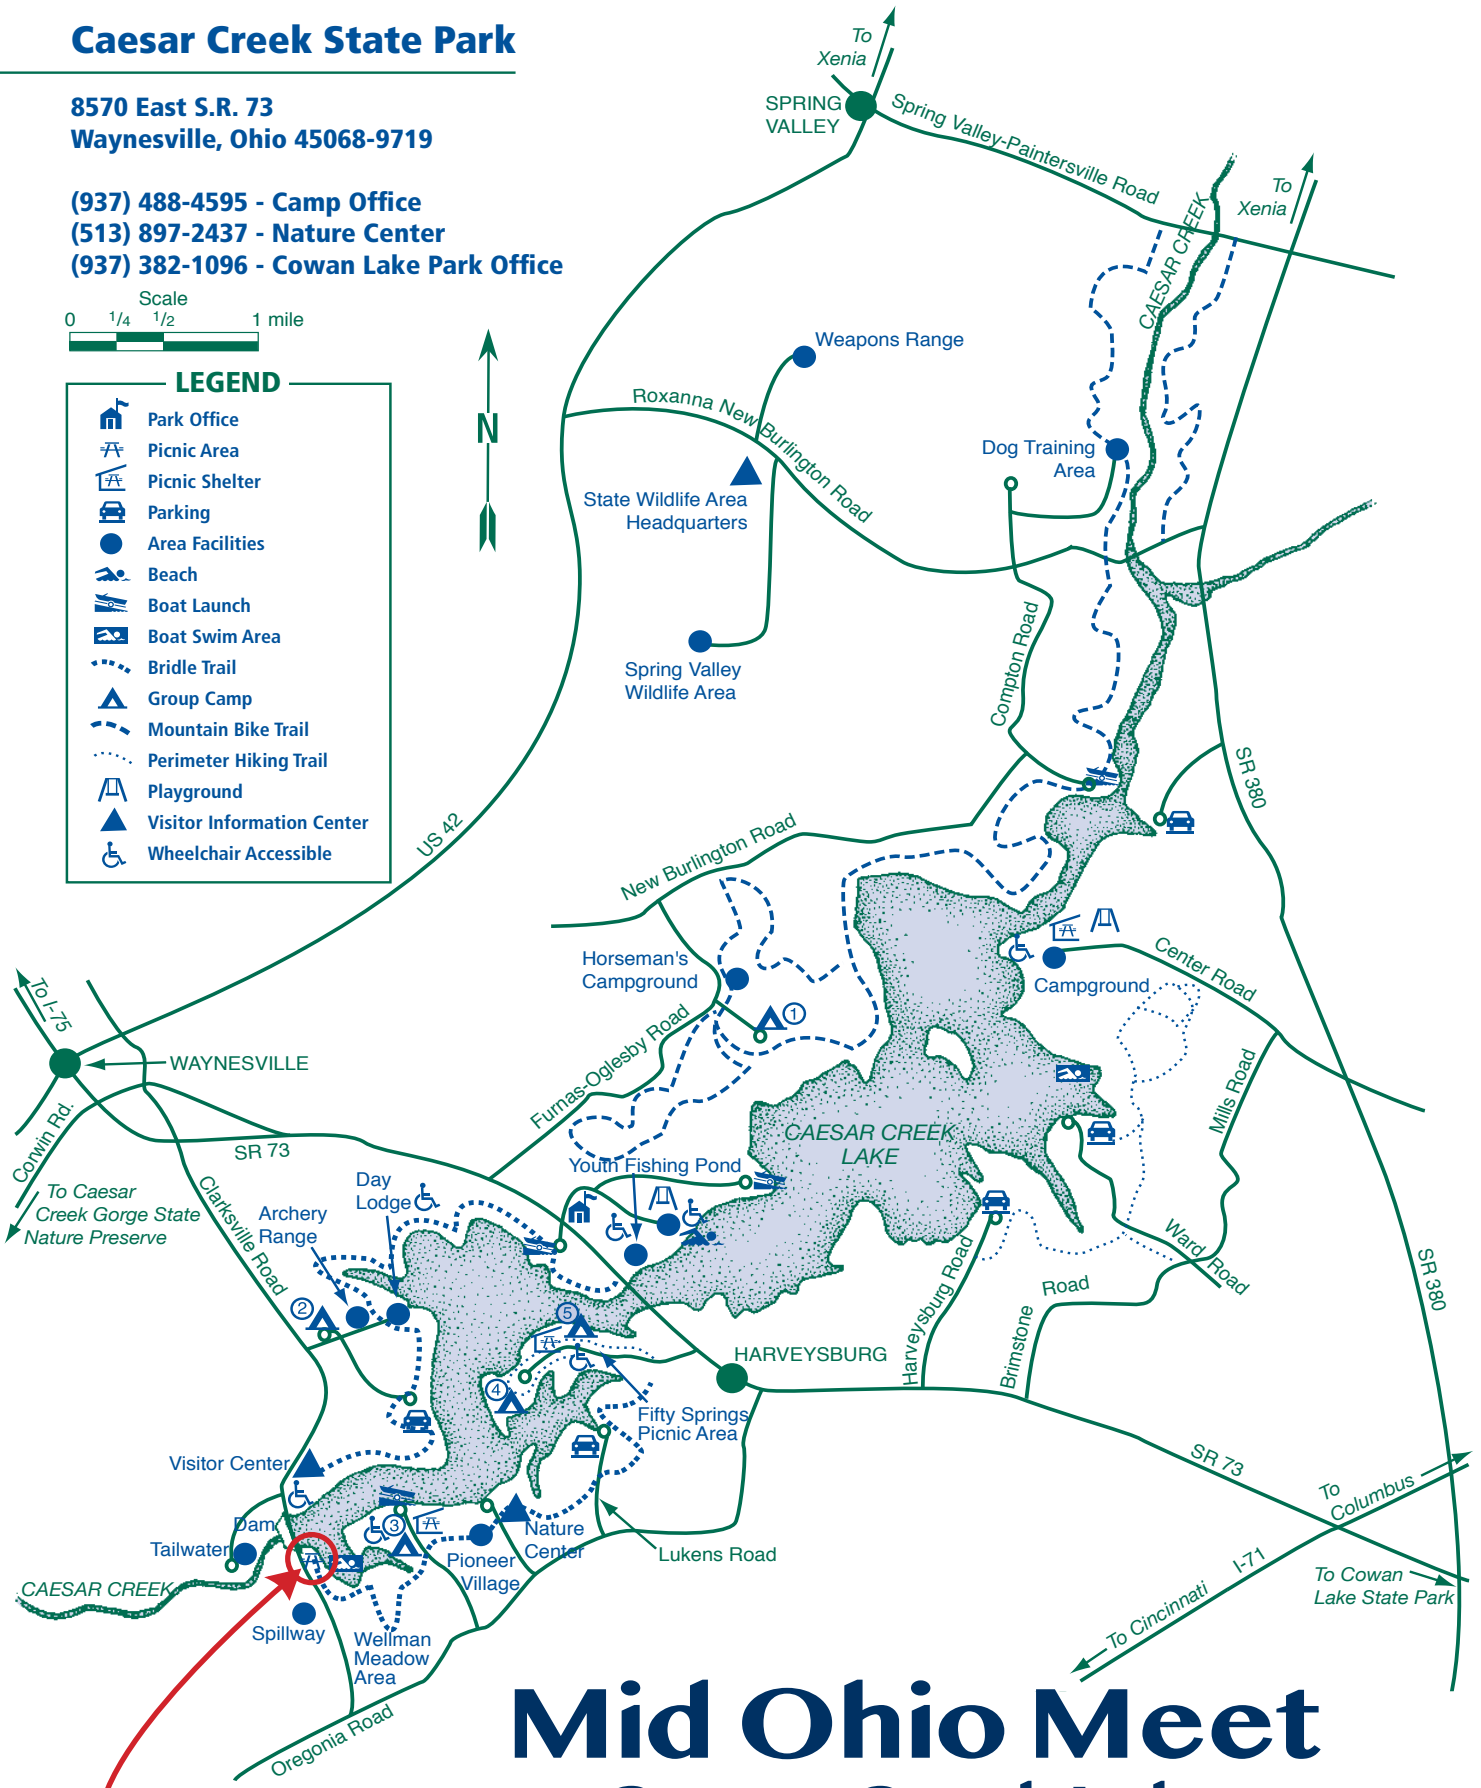 Caesar Creek State Park
8570 East S.R. 73
Waynesville, Ohio 45068-9719
(937) 488-4595 - Camp Office
(513) 897-2437 - Nature Center
(937) 382-1096 - Cowan Lake Park Office
Scale
0 1/4 1/2 1 mile
LEGEND
Park Office
Picnic Area
Picnic Shelter
Parking
Area Facilities
Beach
Boat Launch
Boat Swim Area
Bridle Trail
Group Camp
Mountain Bike Trail
Perimeter Hiking Trail
Playground
Visitor Information Center
Wheelchair Accessible
N
To
Xenia
SPRING
VALLEY
Spring Valley-Paintersville Road
CAESAR CREEK
To
Xenia
Weapons Range
Roxanna New Burlington Road
State Wildlife Area
Headquarters
Dog Training
Area
Spring Valley
Wildlife Area
Compton Road
SR 380
US 42
New Burlington Road
Horseman's
Campground
1
Campground
Center Road
To I-75
WAYNESVILLE
Furnas-Oglesby Road
Mills Road
Corwin Rd.
SR 73
CAESAR CREEK
LAKE
Youth Fishing Pond
To Caesar
Creek Gorge State
Nature Preserve
Clarksville Road
Day
Lodge
Archery
Range
Ward Road
Harveysburg Road
Brimstone
Road
SR 380
2
5
4
HARVEYSBURG
Fifty Springs
Picnic Area
Visitor Center
SR 73
To
Columbus
Dam
3
Tailwater
Nature
Center
Pioneer
Village
Lukens Road
I-71
CAESAR CREEK
To Cowan
Lake State Park
To Cincinnati
Spillway
Wellman
Meadow
Area
Oregonia Road
Mid Ohio Meet